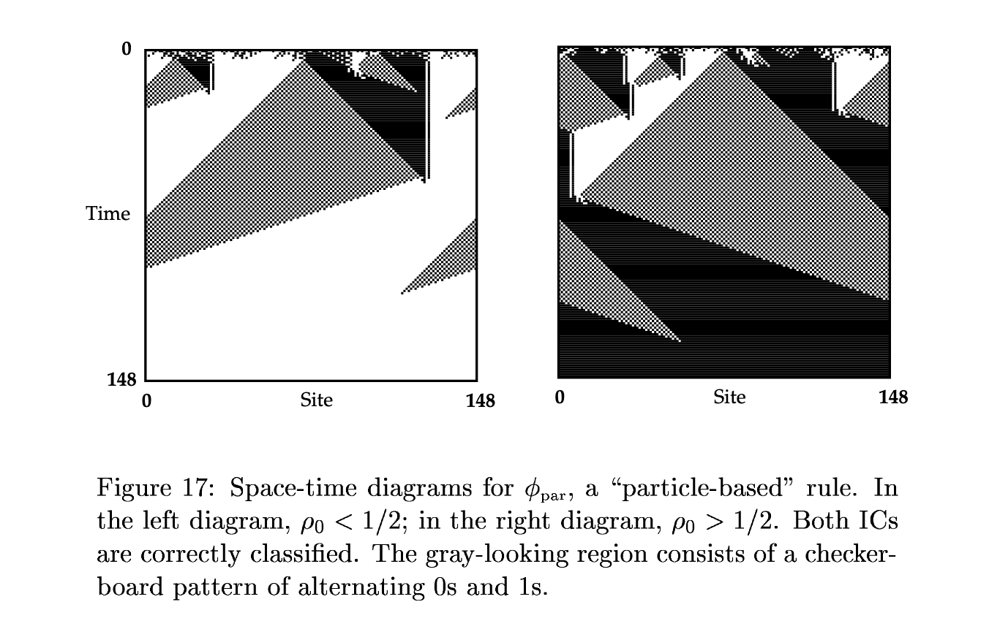 0
Time
148
0 Site 148
0 Site 148
Figure 17: Space-time diagrams for ϕpar, a “particle-based” rule. In
the left diagram, ρ0 < 1/2; in the right diagram, ρ0 > 1/2. Both ICs
are correctly classified. The gray-looking region consists of a checker-
board pattern of alternating 0s and 1s.